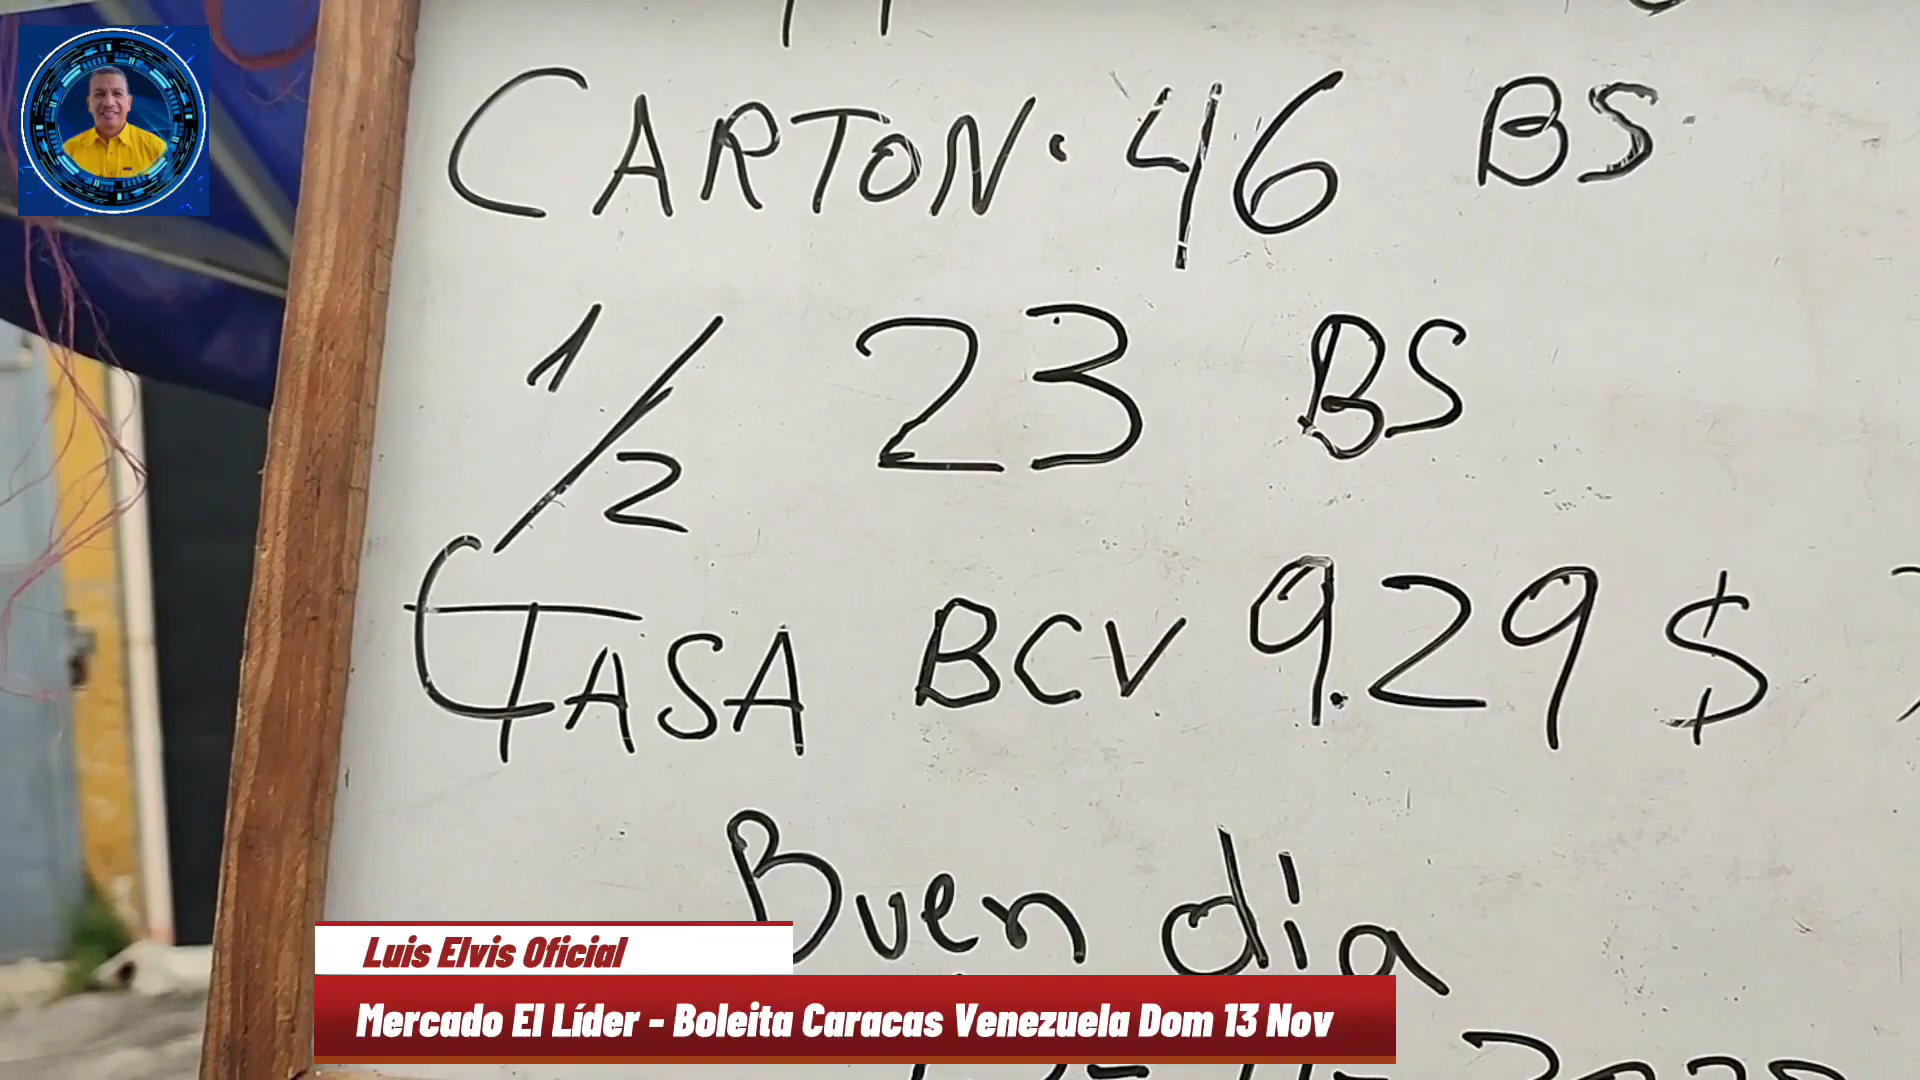 CARTON. 46 BS
1/2 23 BS
TASA BCV 9.29 $
Buen dia
Luis Elvis Oficial
Mercado El Líder - Boleita Caracas Venezuela Dom 13 Nov